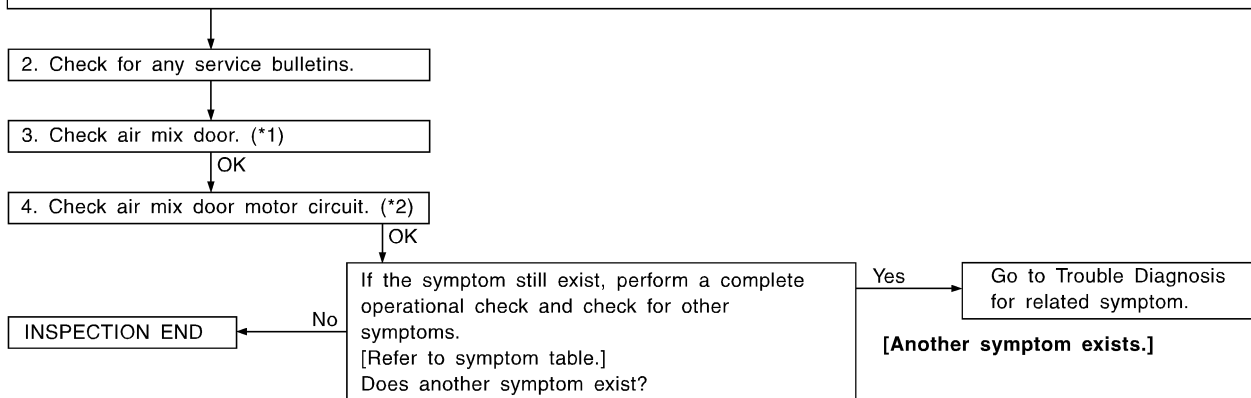 2. Check for any service bulletins.
3. Check air mix door. (*1)
OK
4. Check air mix door motor circuit. (*2)
OK
If the symptom still exist, perform a complete
operational check and check for other
symptoms.
[Refer to symptom table.]
Does another symptom exist?
Yes
Go to Trouble Diagnosis
for related symptom.
[Another symptom exists.]
No
INSPECTION END